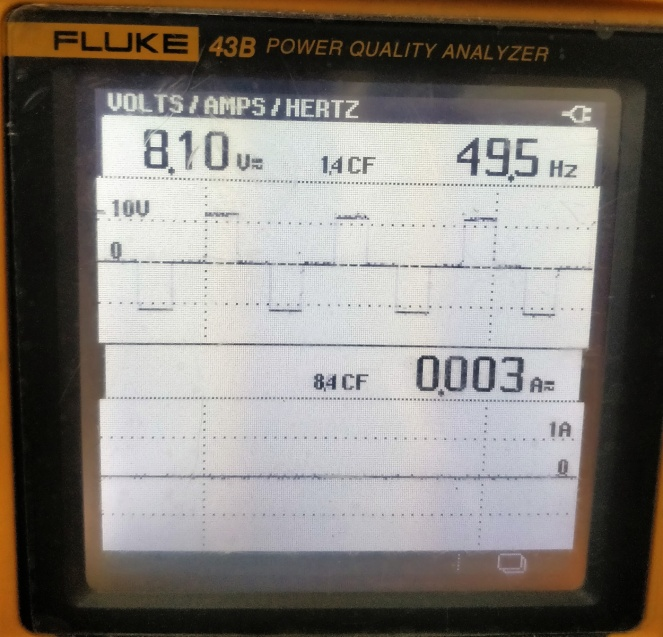 FLUKE 43B POWER QUALITY ANALYZER
VOLTS/AMPS/HERTZ
8.10 V≂ 1.4 CF 49.5 Hz
10V
0
8.4 CF 0.003 A≂
1A
0